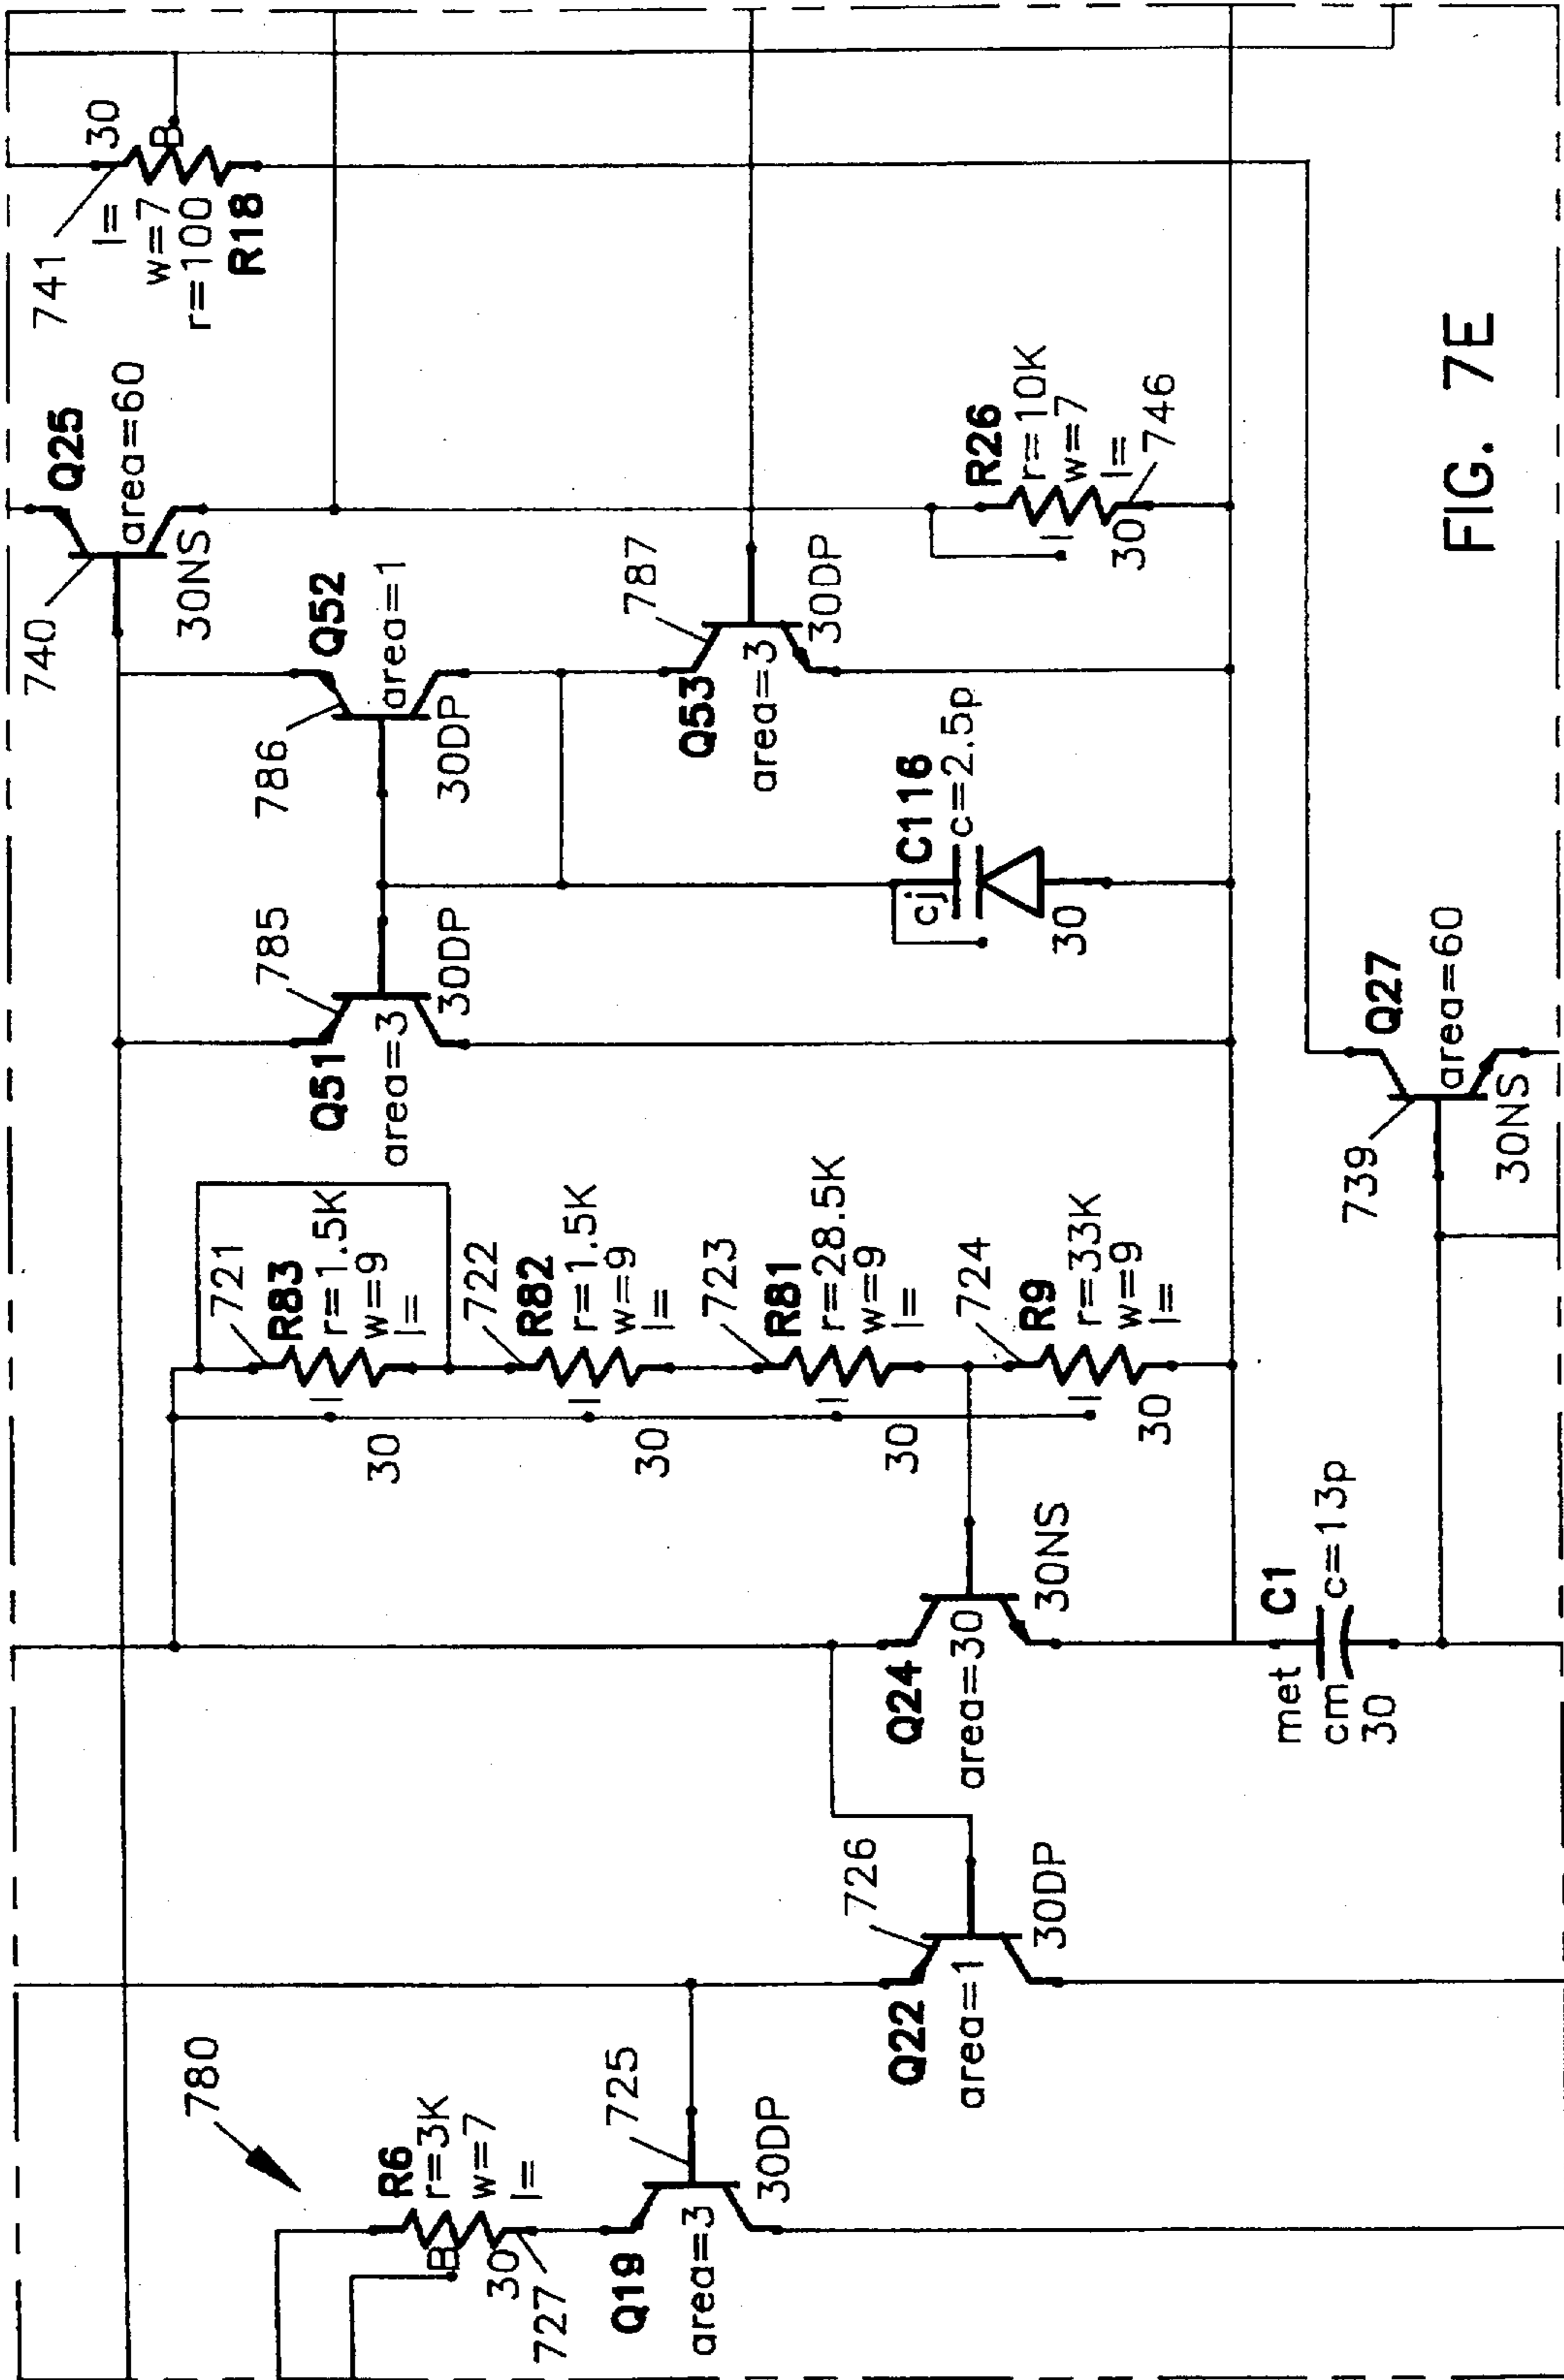 780
R6
r=3K
w=7
l=
B
30
727
Q19
area=3
725
30DP
Q22
area=1
726
30DP
Q24
area=30
30NS
met
cm
30
C1
c=13p
721
R83
r=1.5K
w=9
l=
30
722
R82
r=1.5K
w=9
l=
30
723
R81
r=28.5K
w=9
l=
30
724
R9
r=33K
w=9
l=
30
785
Q51
area=3
30DP
786
Q52
area=1
30DP
787
Q53
area=3
30DP
C116
cj
c=2.5p
30
740
Q25
area=60
30NS
R26
r=10K
w=7
l=
30
746
741
30
B
l=
w=7
r=100
R18
739
Q27
area=60
30NS
FIG. 7E